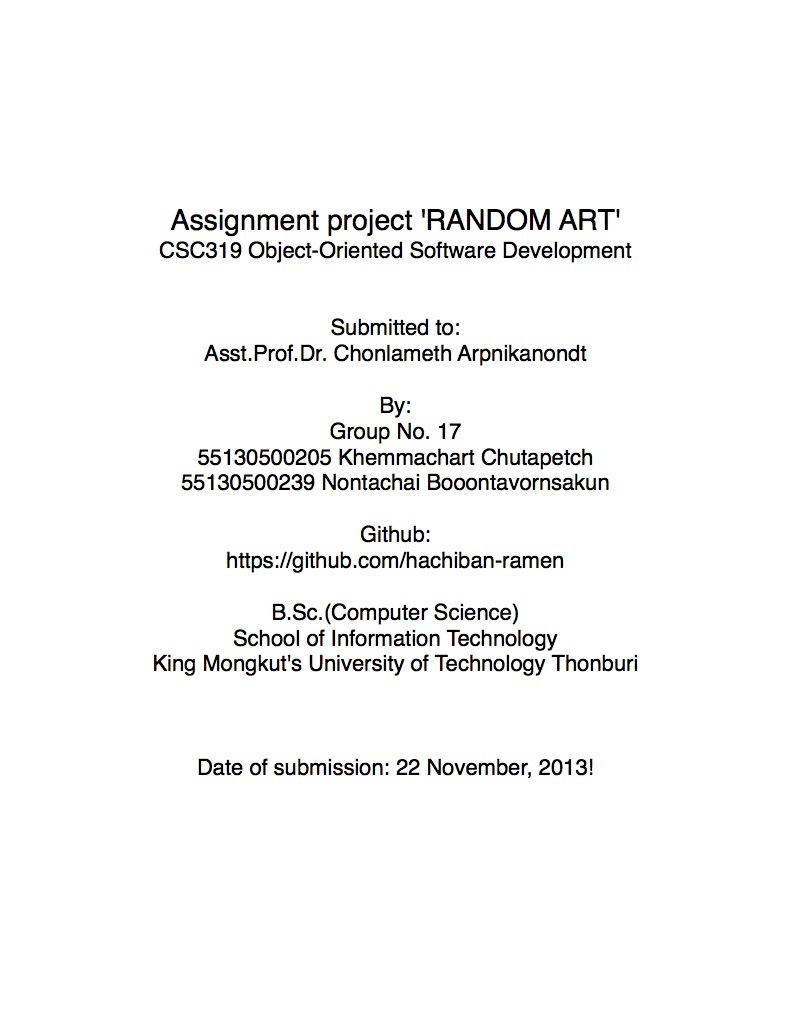 Assignment project 'RANDOM ART'
CSC319 Object-Oriented Software Development
Submitted to:
Asst.Prof.Dr. Chonlameth Arpnikanondt
By:
Group No. 17
55130500205 Khemmachart Chutapetch
55130500239 Nontachai Booontavornsakun
Github:
https://github.com/hachiban-ramen
B.Sc.(Computer Science)
School of Information Technology
King Mongkut's University of Technology Thonburi
Date of submission: 22 November, 2013!